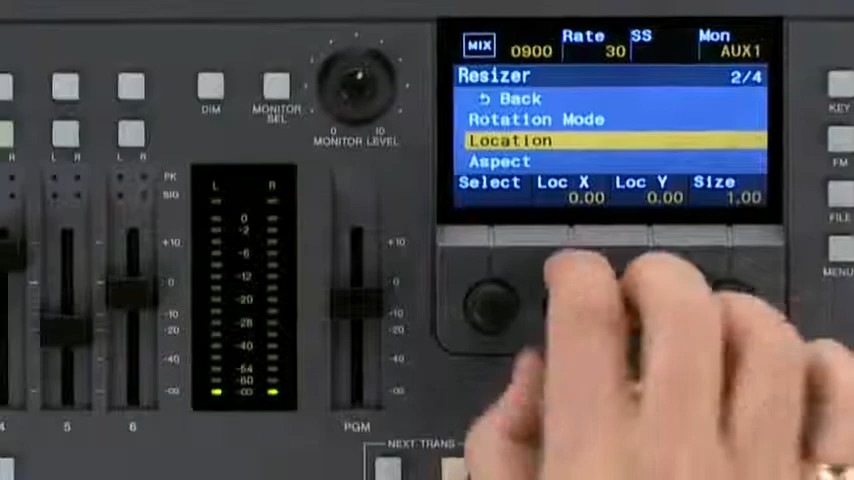 MIX 0900 Rate 30 SS Mon AUX1
Resizer 2/4
Back
Rotation Mode
Location
Aspect
Select Loc X 0.00 Loc Y 0.00 Size 1.00
DIM
MONITOR SEL
0 10
MONITOR LEVEL
KEY
FM
FILE
MENU
R L R L R
PK
SIG
L R
0
-2
-6
-12
-20
-28
-40
-54
-60
-∞
+10
0
-10
-20
-40
-∞
+10
0
-10
-20
-40
-∞
4 5 6 PGM
NEXT TRANS